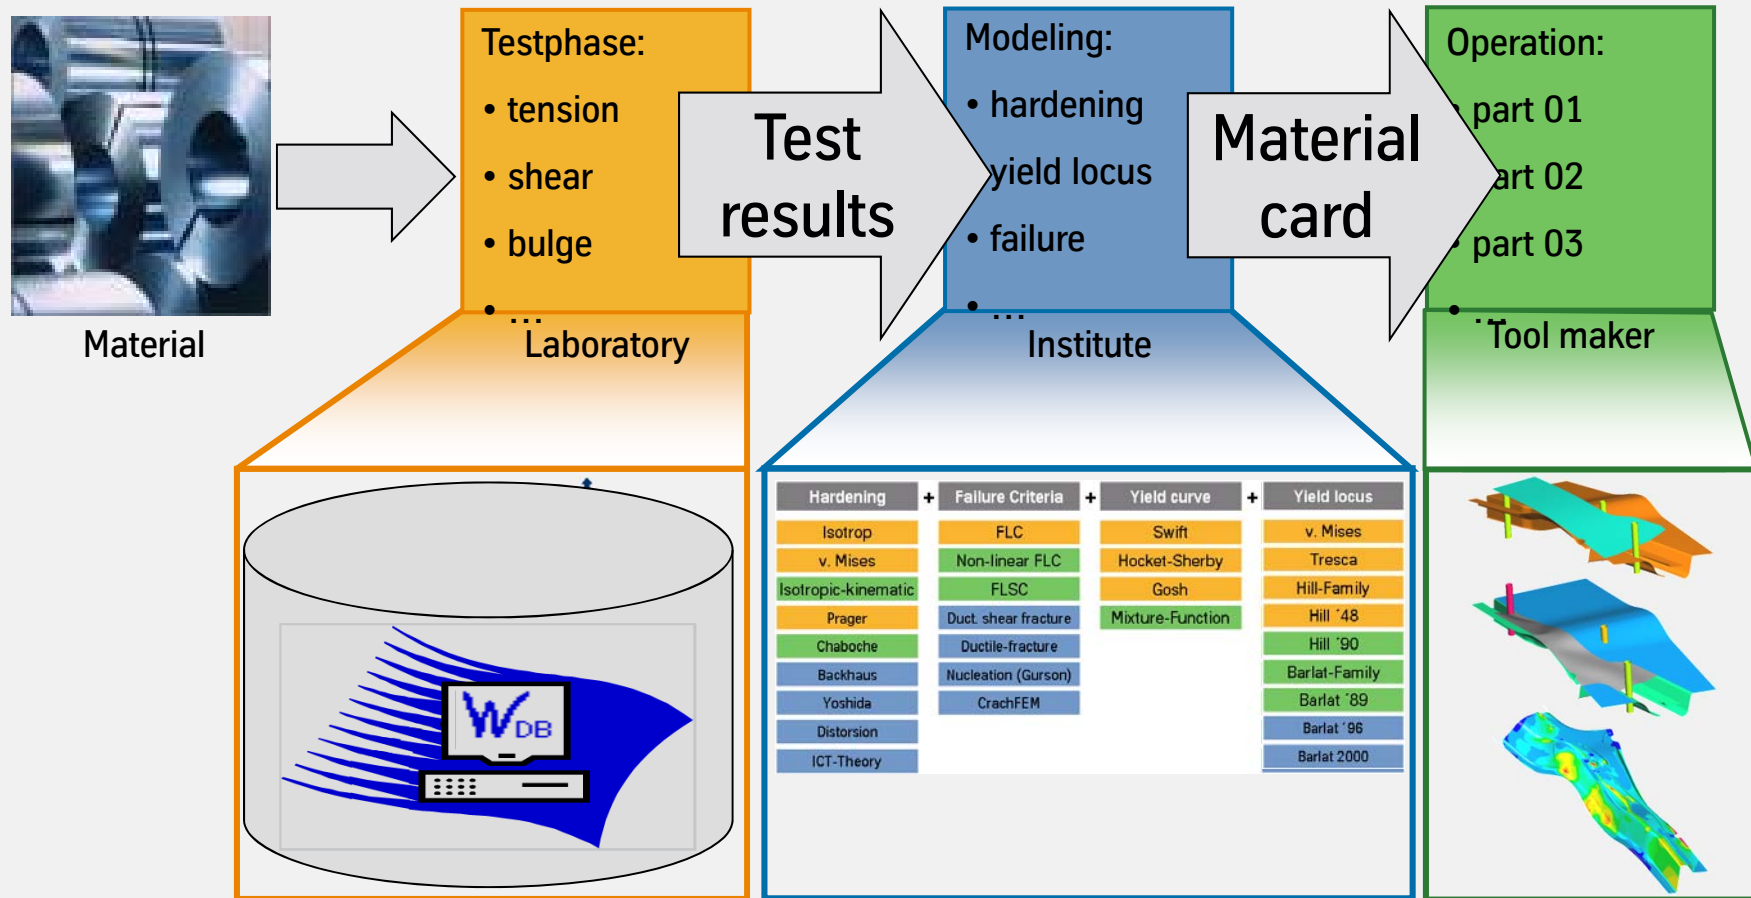 Testphase:
• tension
• shear
• bulge
• ...
Test
results
Modeling:
• hardening
yield locus
• failure
• ...
Material
card
Operation:
part 01
art 02
part 03
• ...
Material
Laboratory
Institute
Tool maker
W DB
Hardening + Failure Criteria + Yield curve + Yield locus
Isotrop FLC Swift v. Mises
v. Mises Non-linear FLC Hocket-Sherby Tresca
Isotropic-kinematic FLSC Gosh Hill-Family
Prager Duct. shear fracture Mixture-Function Hill ´48
Chaboche Ductile-fracture Hill ´90
Backhaus Nucleation (Gurson) Barlat-Family
Yoshida CrachFEM Barlat ´89
Distorsion Barlat ´96
ICT-Theory Barlat 2000